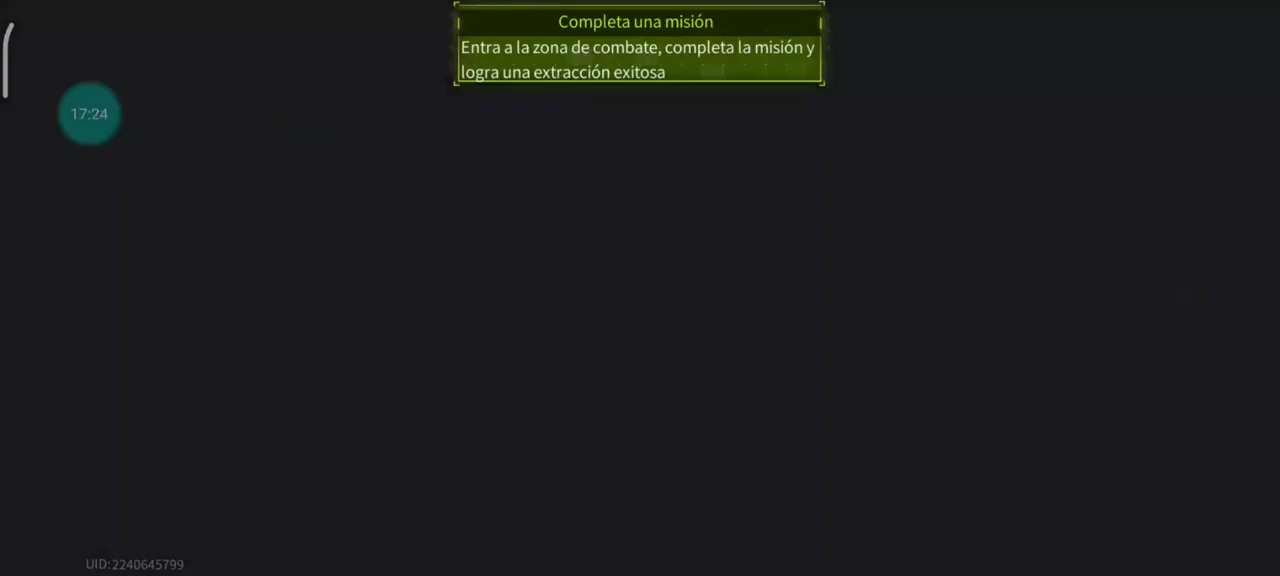 Completa una misión
Entra a la zona de combate, completa la misión y
logra una extracción exitosa
17:24
UID:2240645799